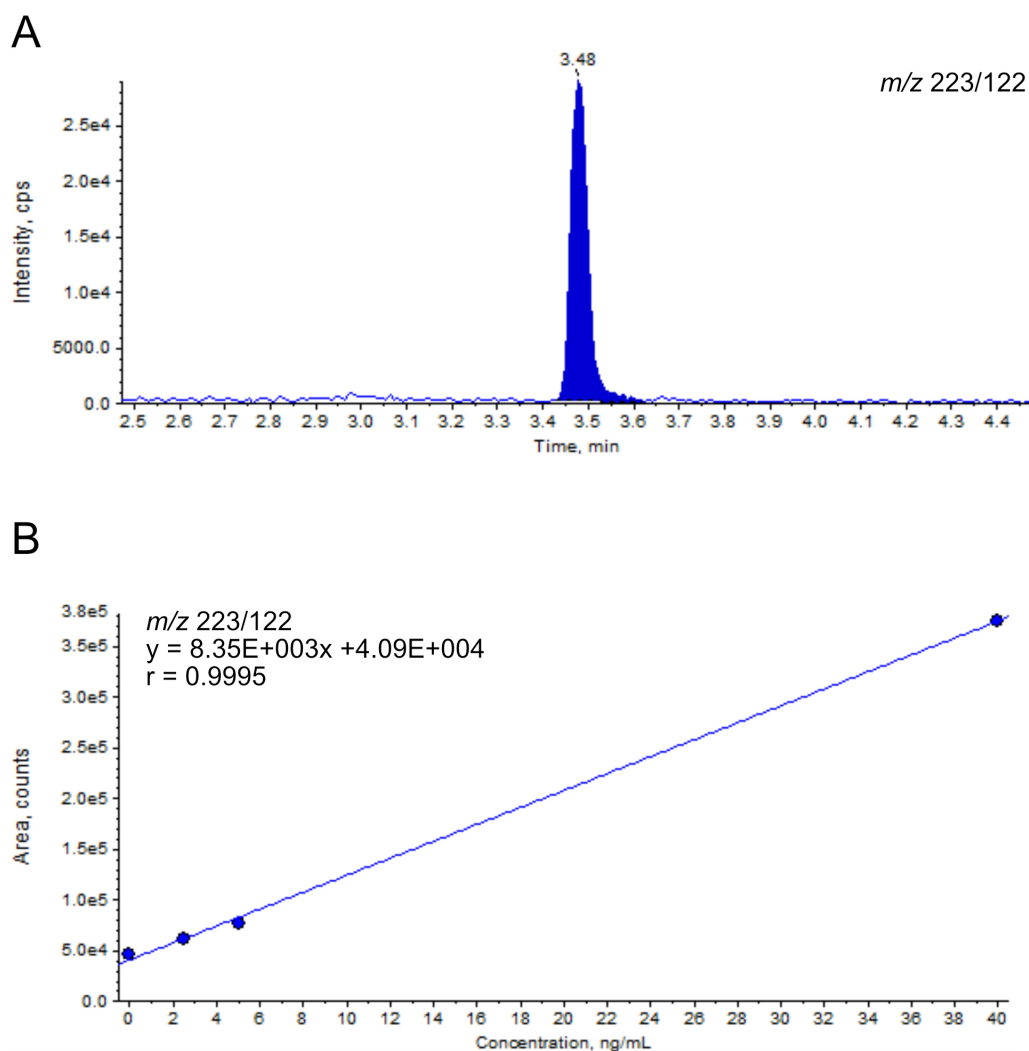 A
3.48
m/z 223/122
2.5e4
2.0e4
1.5e4
1.0e4
5000.0
0.0
Intensity, cps
2.5 2.6 2.7 2.8 2.9 3.0 3.1 3.2 3.3 3.4 3.5 3.6 3.7 3.8 3.9 4.0 4.1 4.2 4.3 4.4
Time, min
B
m/z 223/122
y = 8.35E+003x +4.09E+004
r = 0.9995
3.8e5
3.5e5
3.0e5
2.5e5
2.0e5
1.5e5
1.0e5
5.0e4
0.0
Area, counts
0 2 4 6 8 10 12 14 16 18 20 22 24 26 28 30 32 34 36 38 40
Concentration, ng/mL